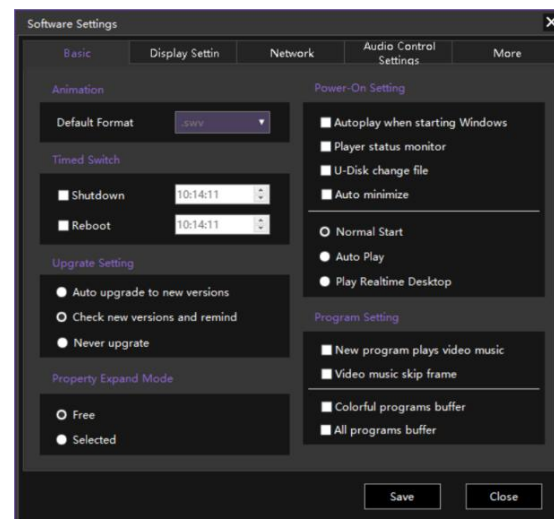 Software Settings
Basic
Display Settin
Network
Audio Control
Settings
More
Animation
Default Format
.swv
Timed Switch
Shutdown
10:14:11
Reboot
10:14:11
Upgrate Setting
Auto upgrade to new versions
Check new versions and remind
Never upgrate
Property Expand Mode
Free
Selected
Power-On Setting
Autoplay when starting Windows
Player status monitor
U-Disk change file
Auto minimize
Normal Start
Auto Play
Play Realtime Desktop
Program Setting
New program plays video music
Video music skip frame
Colorful programs buffer
All programs buffer
Save
Close